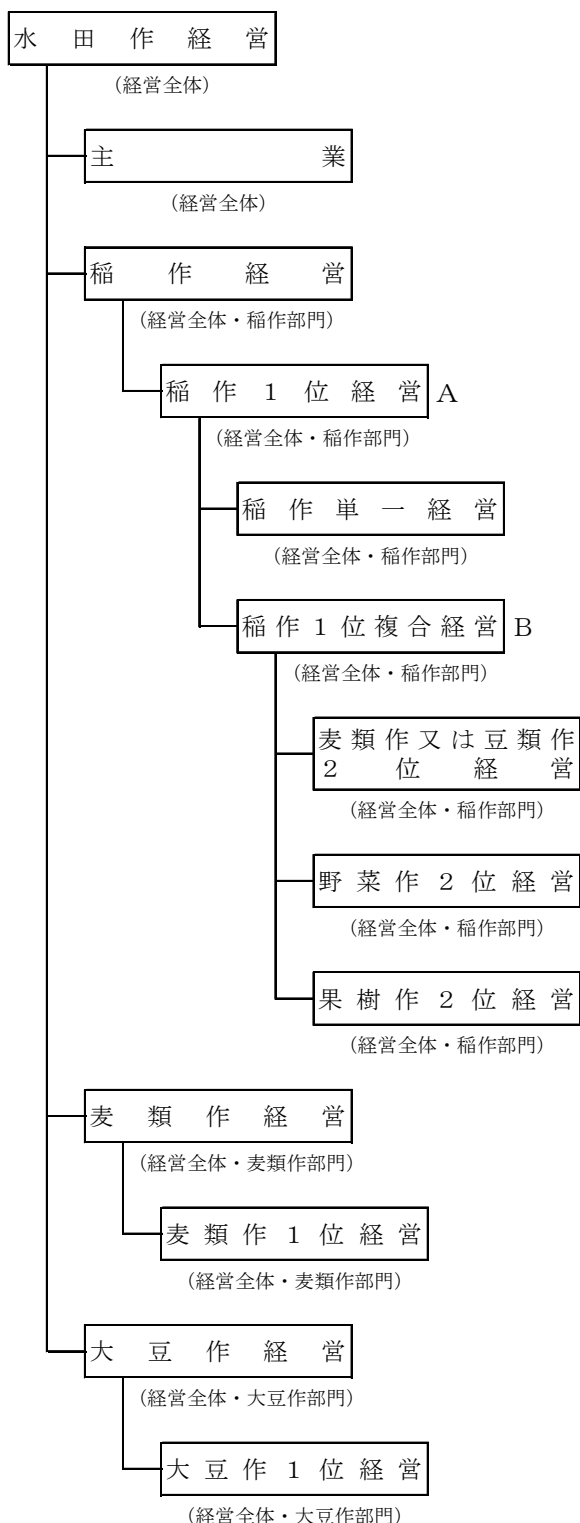 水田作経営
（経営全体）
主業
（経営全体）
稲作経営
（経営全体・稲作部門）
稲作１位経営 A
（経営全体・稲作部門）
稲作単一経営
（経営全体・稲作部門）
稲作１位複合経営 B
（経営全体・稲作部門）
麦類作又は豆類作
２位経営
（経営全体・稲作部門）
野菜作２位経営
（経営全体・稲作部門）
果樹作２位経営
（経営全体・稲作部門）
麦類作経営
（経営全体・麦類作部門）
麦類作１位経営
（経営全体・麦類作部門）
大豆作経営
（経営全体・大豆作部門）
大豆作１位経営
（経営全体・大豆作部門）